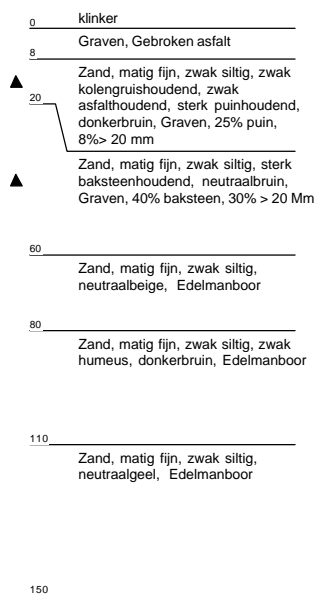 0 klinker
Graven, Gebroken asfalt
8
Zand, matig fijn, zwak siltig, zwak
kolengruishoudend, zwak
asfalthoudend, sterk puinhoudend,
donkerbruin, Graven, 25% puin,
8%> 20 mm
20
Zand, matig fijn, zwak siltig, sterk
baksteenhoudend, neutraalbruin,
Graven, 40% baksteen, 30% > 20 Mm
60
Zand, matig fijn, zwak siltig,
neutraalbeige, Edelmanboor
80
Zand, matig fijn, zwak siltig, zwak
humeus, donkerbruin, Edelmanboor
110
Zand, matig fijn, zwak siltig,
neutraalgeel, Edelmanboor
150